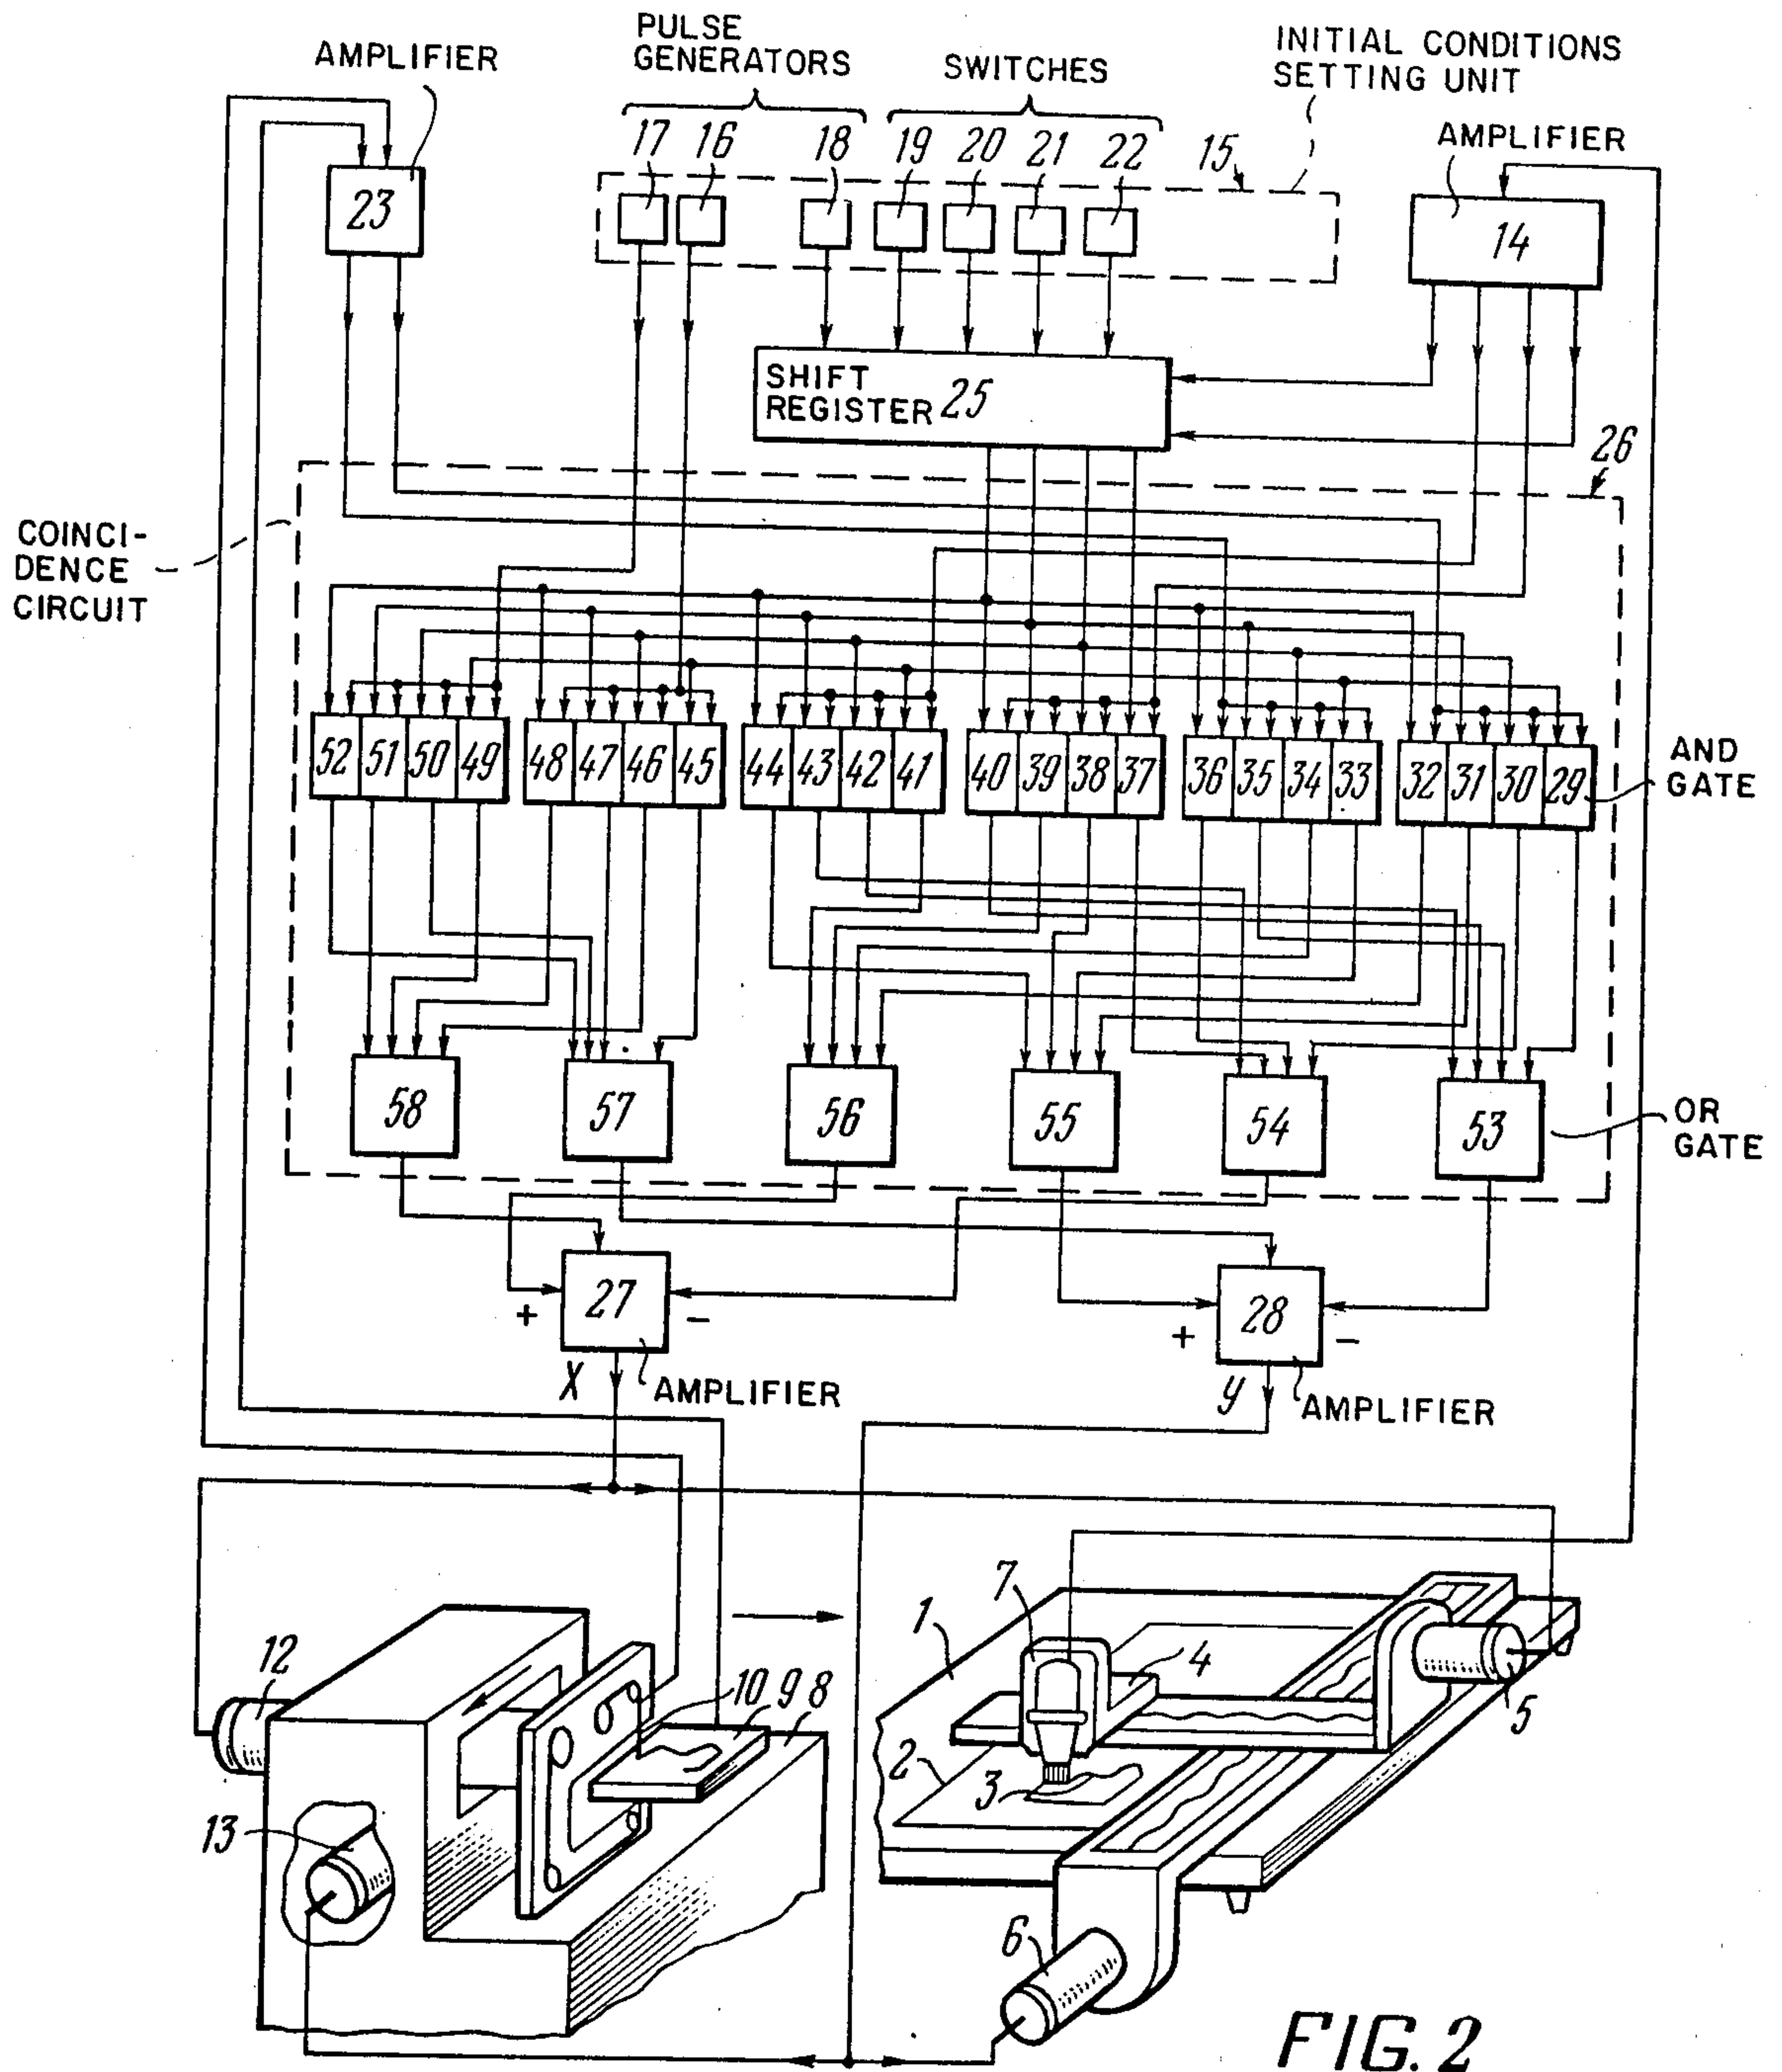 PULSE
GENERATORS
AMPLIFIER
SWITCHES
INITIAL CONDITIONS
SETTING UNIT
AMPLIFIER
17 16 18 19 20 21 22 15
23
14
SHIFT
REGISTER 25
26
COINCI-
DENCE
CIRCUIT
52 51 50 49 48 47 46 45 44 43 42 41 40 39 38 37 36 35 34 33 32 31 30 29
AND
GATE
58 57 56 55 54 53
OR
GATE
+ 27 -
+ 28 -
X AMPLIFIER
y AMPLIFIER
12
10 9 8
13
1
7
4
5
2
3
6
FIG. 2